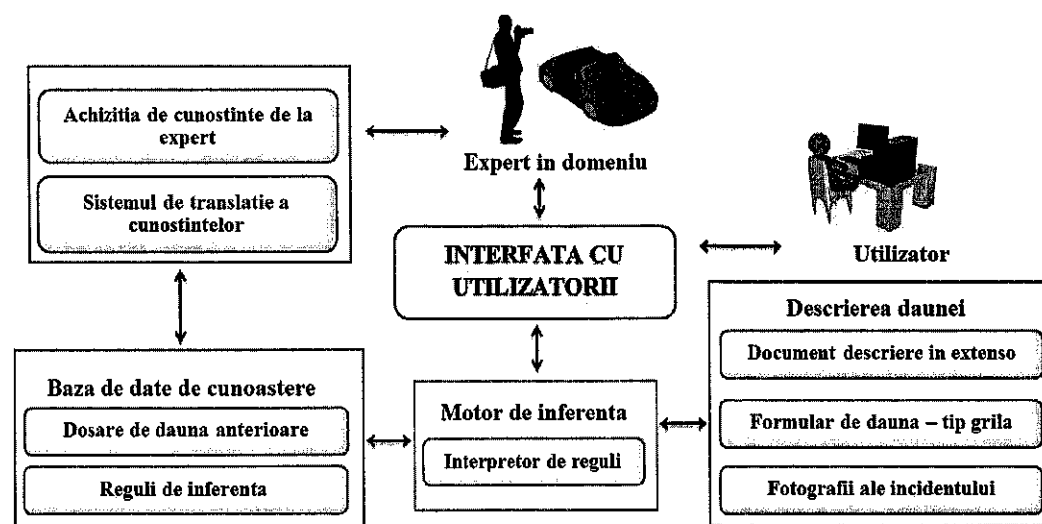 Achizitia de cunostinte de la
expert
Sistemul de translatie a
cunostintelor
Expert in domeniu
INTERFATA CU
UTILIZATORII
Utilizator
Baza de date de cunoastere
Dosare de dauna anterioare
Reguli de inferenta
Motor de inferenta
Interpretor de reguli
Descrierea daunei
Document descriere in extenso
Formular de dauna – tip grila
Fotografii ale incidentului